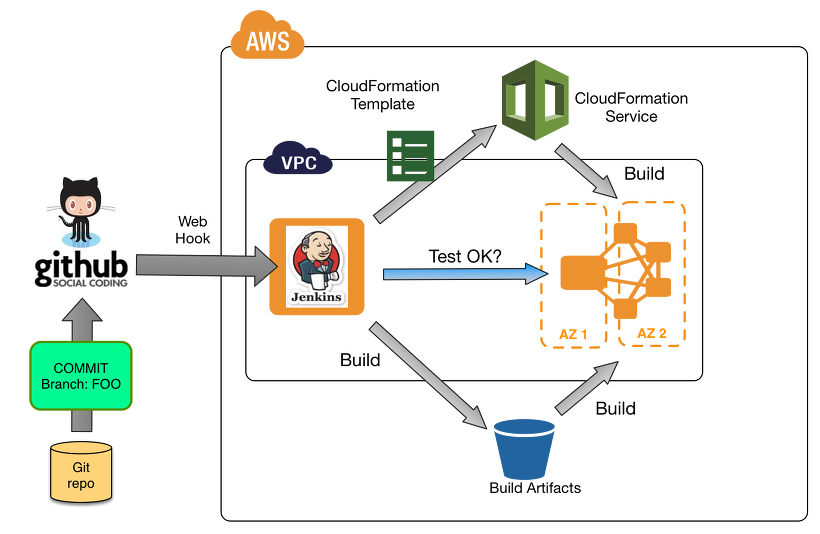 AWS
CloudFormation
Template
CloudFormation
Service
VPC
Build
Web
Hook
github
SOCIAL CODING
Jenkins
Test OK?
AZ 1
AZ 2
COMMIT
Branch: FOO
Build
Build
Git
repo
Build Artifacts